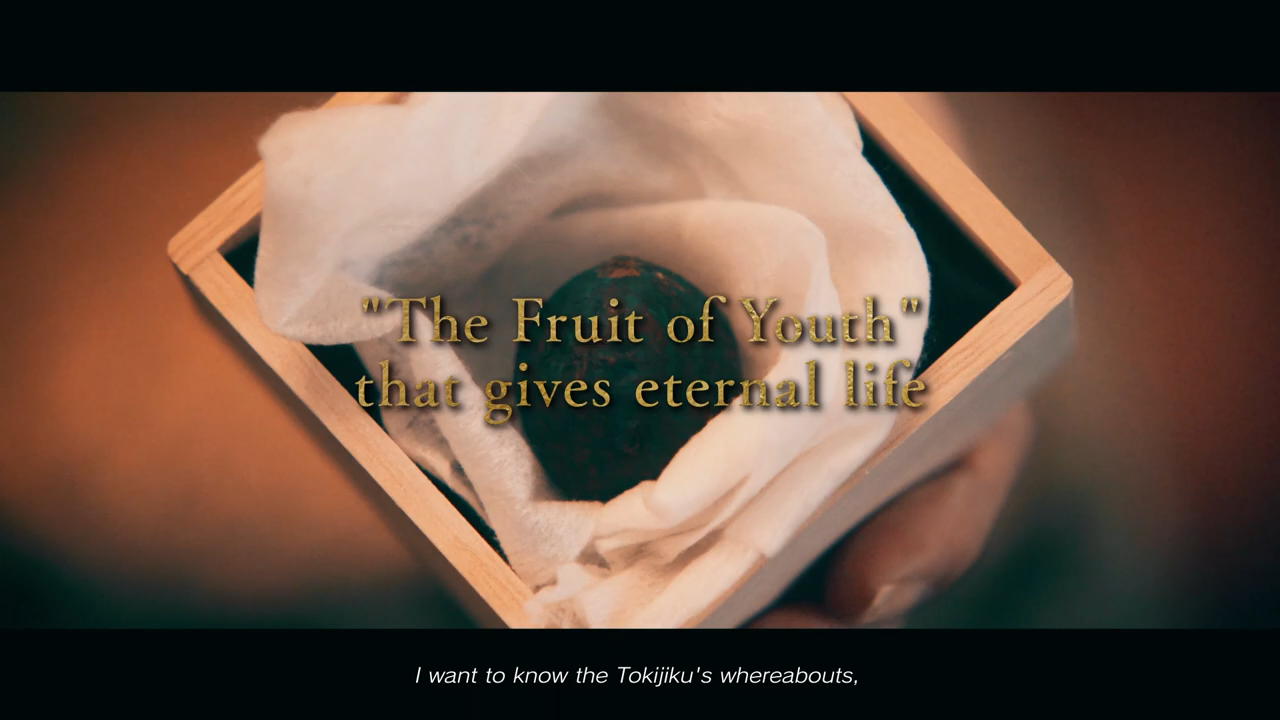 "The Fruit of Youth"
that gives eternal life
I want to know the Tokijiku's whereabouts,